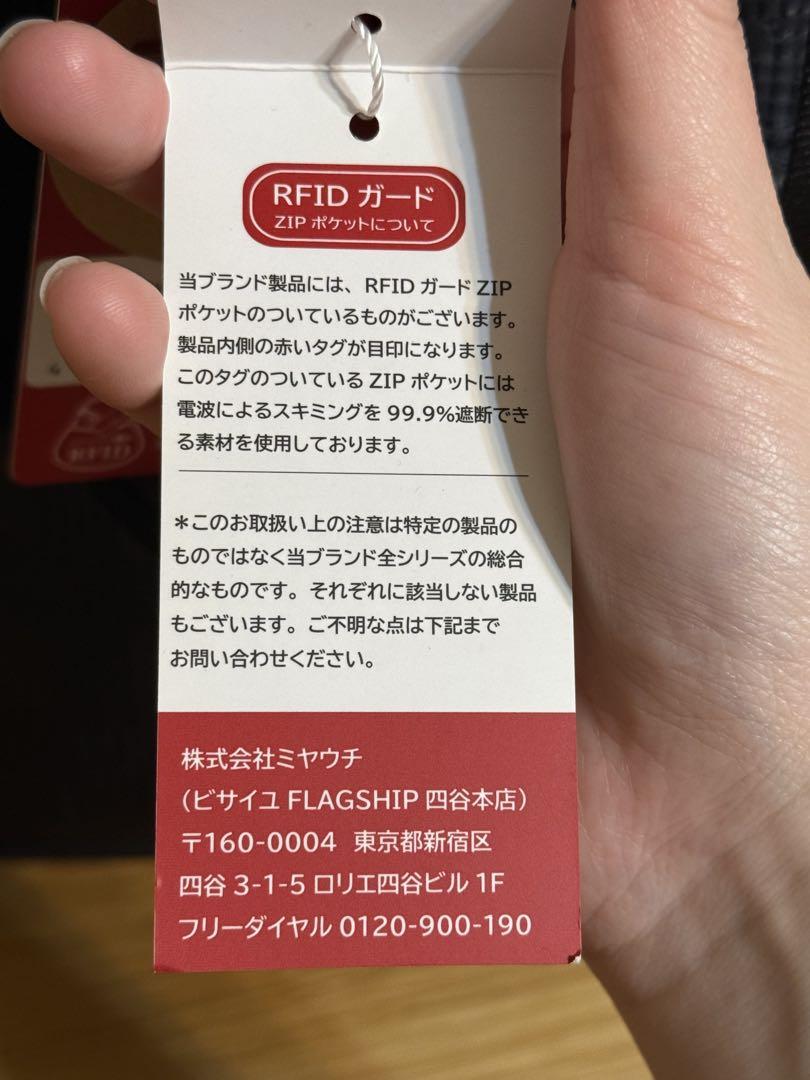 RFID ガード
ZIP ポケットについて
当ブランド製品には、RFID ガード ZIP
ポケットのついているものがございます。
製品内側の赤いタグが目印になります。
このタグのついている ZIP ポケットには
電波によるスキミングを 99.9%遮断でき
る素材を使用しております。
＊このお取扱い上の注意は特定の製品の
ものではなく当ブランド全シリーズの総合
的なものです。それぞれに該当しない製品
もございます。ご不明な点は下記まで
お問い合わせください。
株式会社ミヤウチ
（ビサイユ FLAGSHIP 四谷本店）
〒160-0004 東京都新宿区
四谷 3-1-5 ロリエ四谷ビル 1F
フリーダイヤル 0120-900-190
RFID